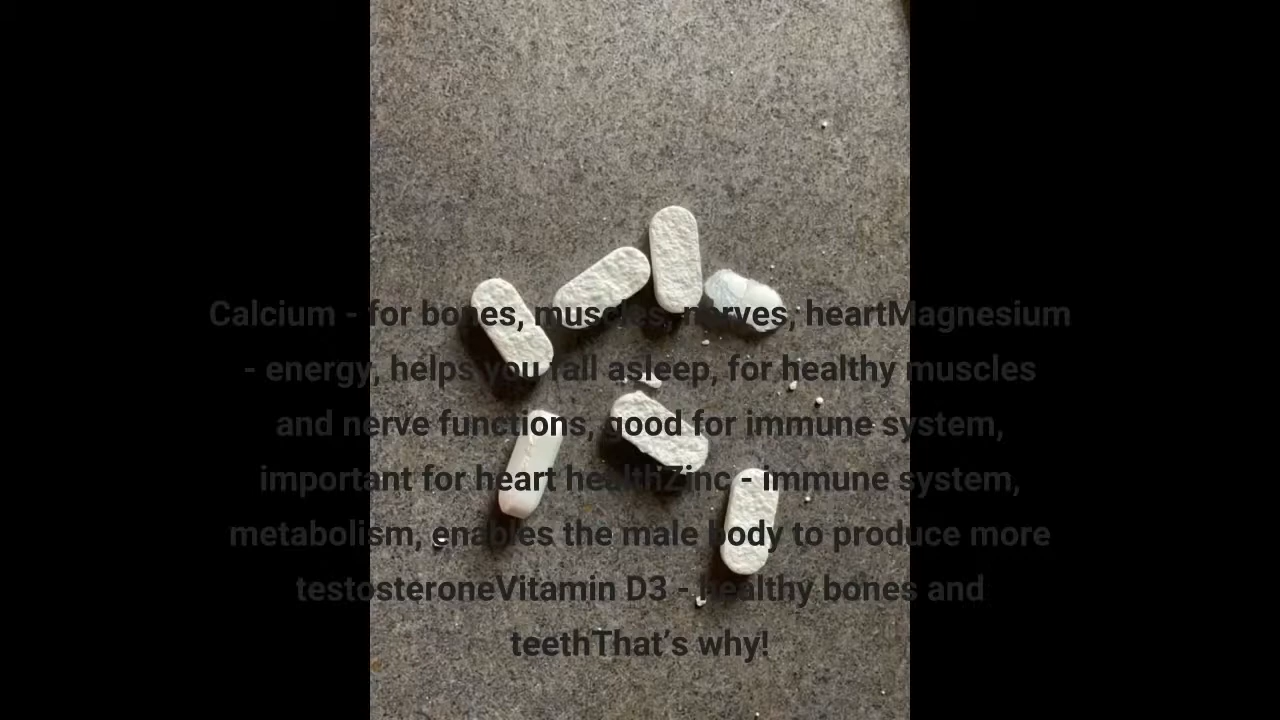 Calcium - for bones, muscles, nerves, heartMagnesium
- energy, helps you fall asleep, for healthy muscles
and nerve functions, good for immune system,
important for heart healthZinc - immune system,
metabolism, enables the male body to produce more
testosteroneVitamin D3 - healthy bones and
teethThat’s why!